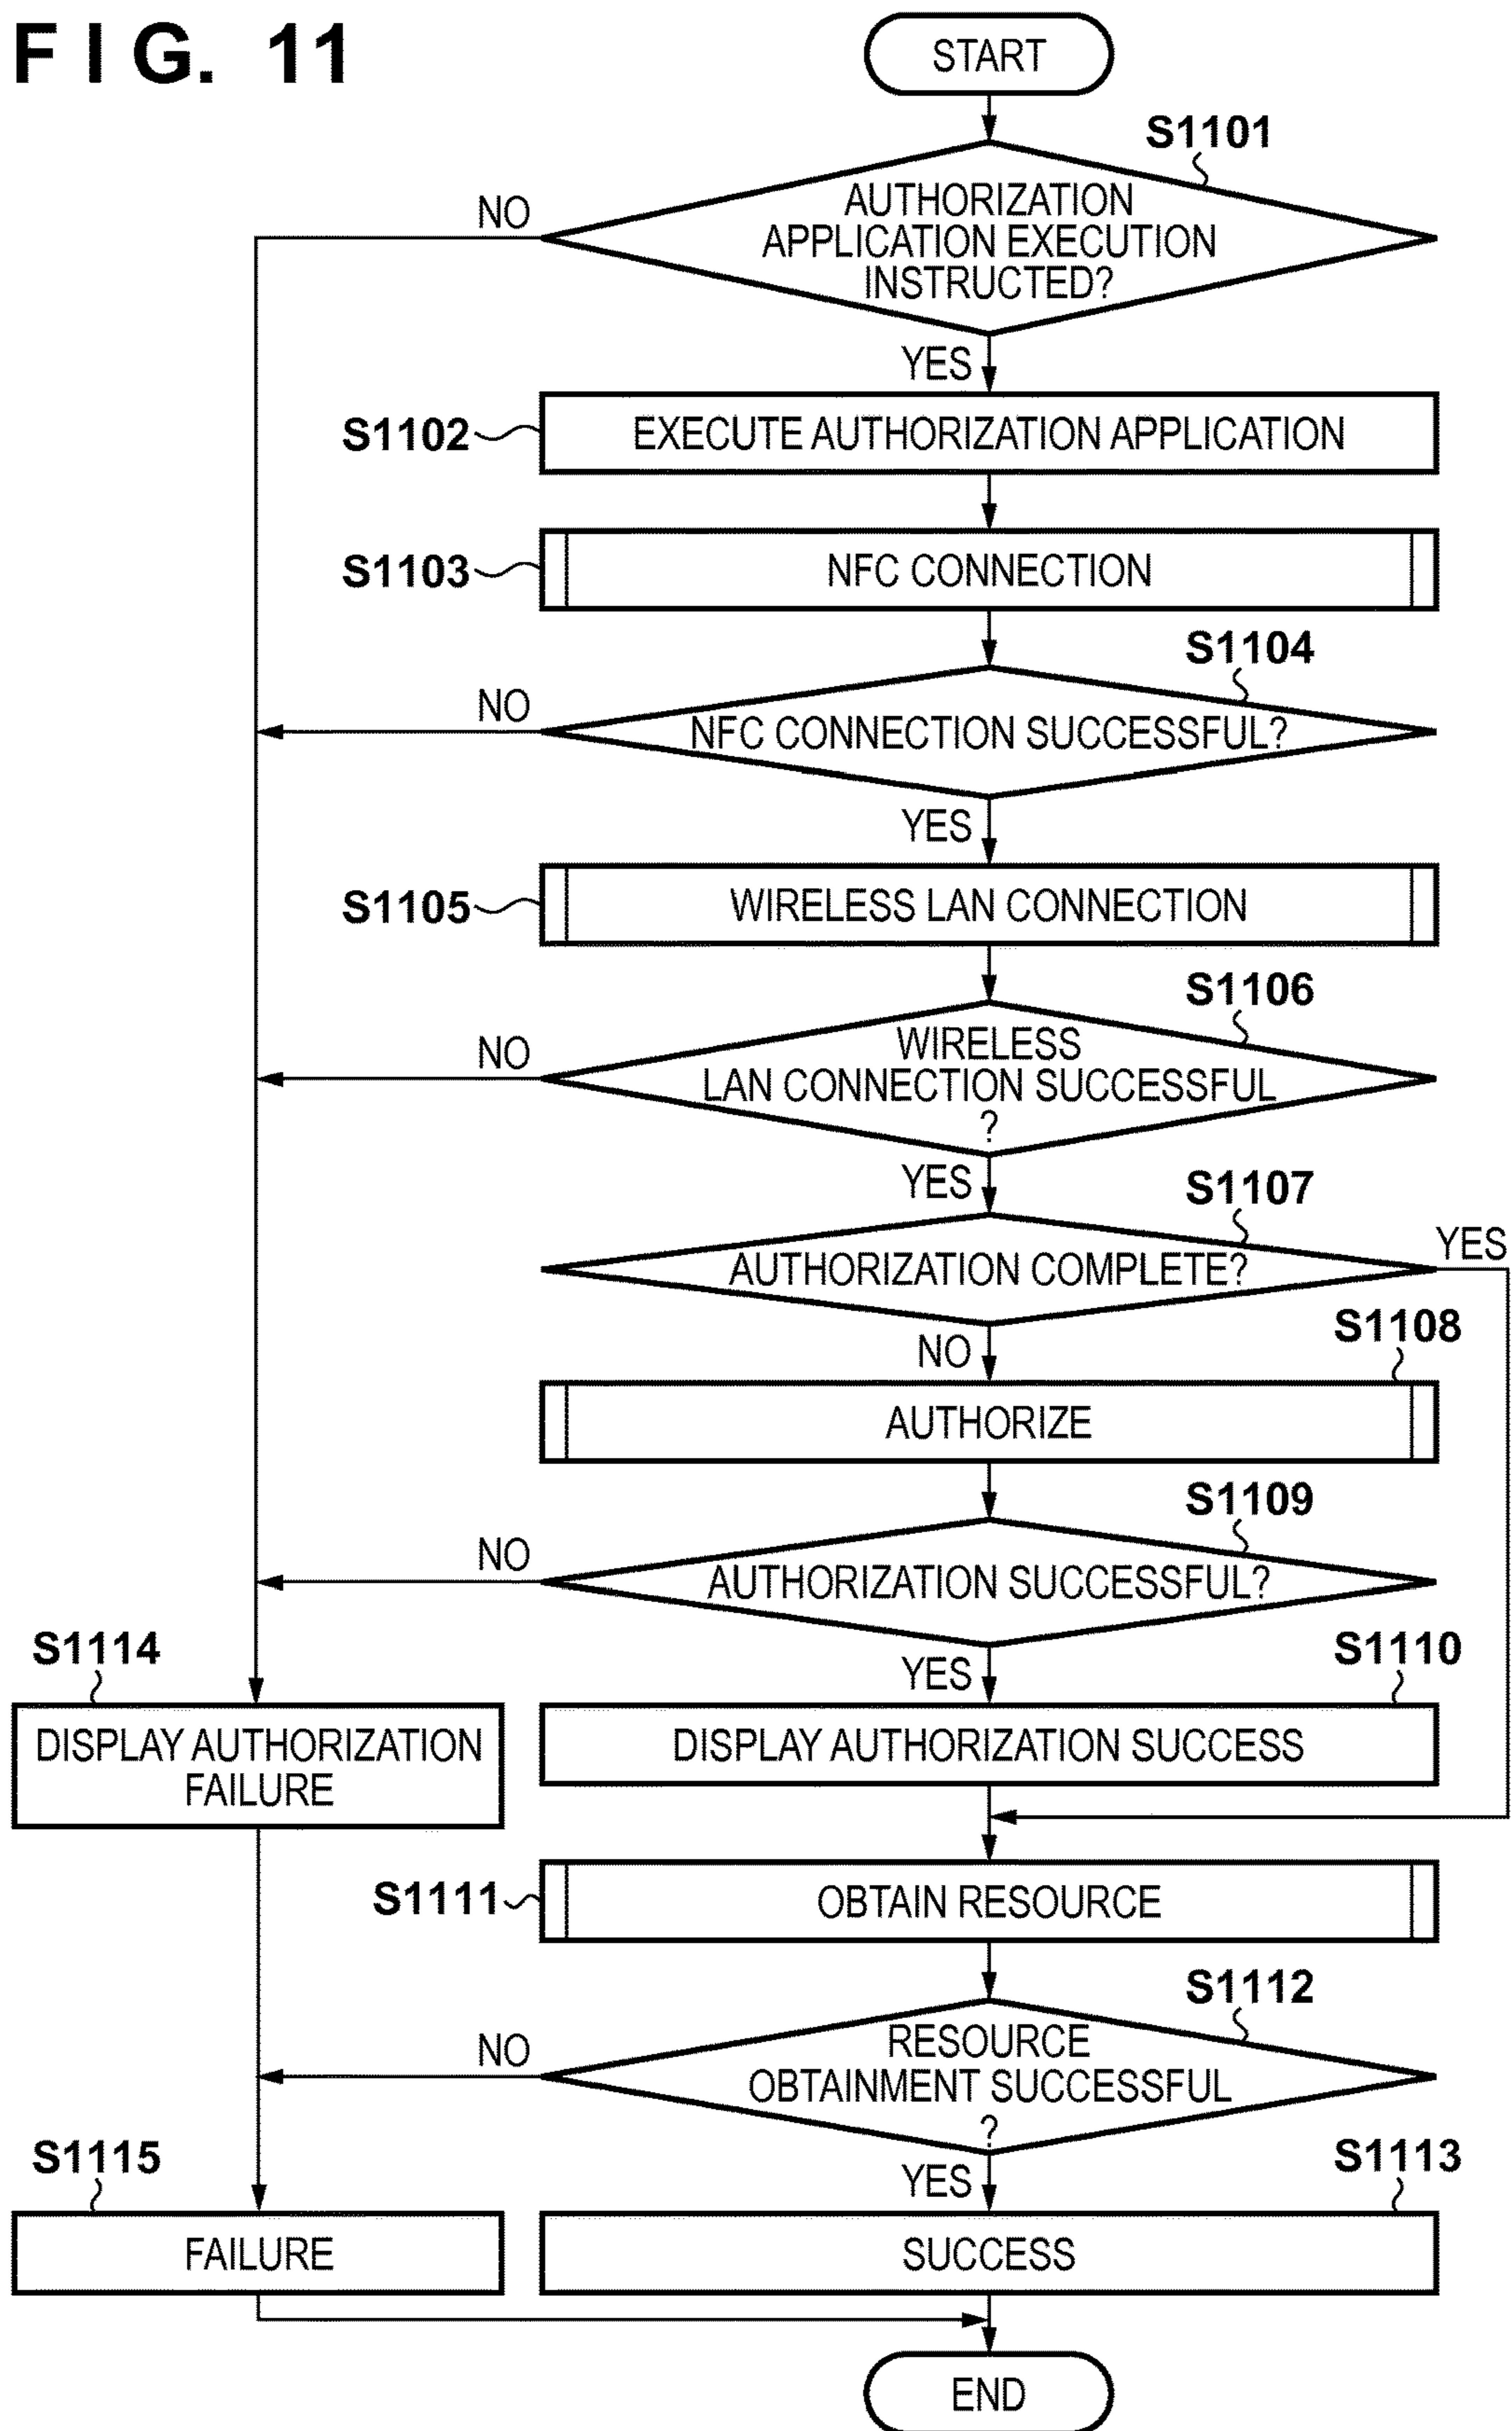 FIG. 11
START
S1101
AUTHORIZATION
APPLICATION EXECUTION
INSTRUCTED?
NO
YES
S1102
EXECUTE AUTHORIZATION APPLICATION
S1103
NFC CONNECTION
S1104
NFC CONNECTION SUCCESSFUL?
NO
YES
S1105
WIRELESS LAN CONNECTION
S1106
WIRELESS
LAN CONNECTION SUCCESSFUL
?
NO
YES
S1107
AUTHORIZATION COMPLETE?
YES
NO
S1108
AUTHORIZE
S1109
AUTHORIZATION SUCCESSFUL?
NO
YES
S1110
DISPLAY AUTHORIZATION SUCCESS
S1114
DISPLAY AUTHORIZATION
FAILURE
S1111
OBTAIN RESOURCE
S1112
RESOURCE
OBTAINMENT SUCCESSFUL
?
NO
YES
S1113
SUCCESS
S1115
FAILURE
END